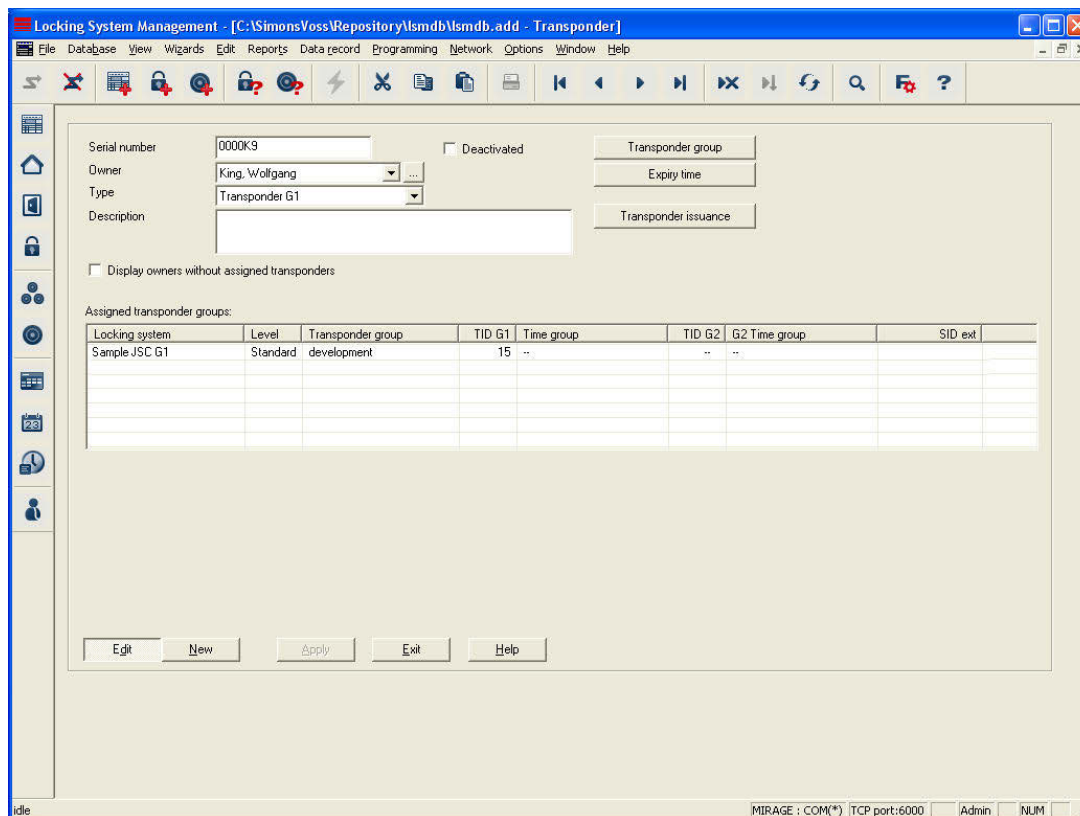 Locking System Management - [C:\SimonsVoss\Repository\lsmdb\lsmdb.add - Transponder]
File Database View Wizards Edit Reports Data record Programming Network Options Window Help
Serial number 0000K9 Deactivated Transponder group
Owner King, Wolfgang ... Expiry time
Type Transponder G1
Description Transponder issuance
Display owners without assigned transponders
Assigned transponder groups:
Locking system Level Transponder group TID G1 Time group TID G2 G2 Time group SID ext
Sample JSC G1 Standard development 15 -- -- --
23
Edit New Apply Exit Help
idle MIRAGE : COM(*) TCP port:6000 Admin NUM